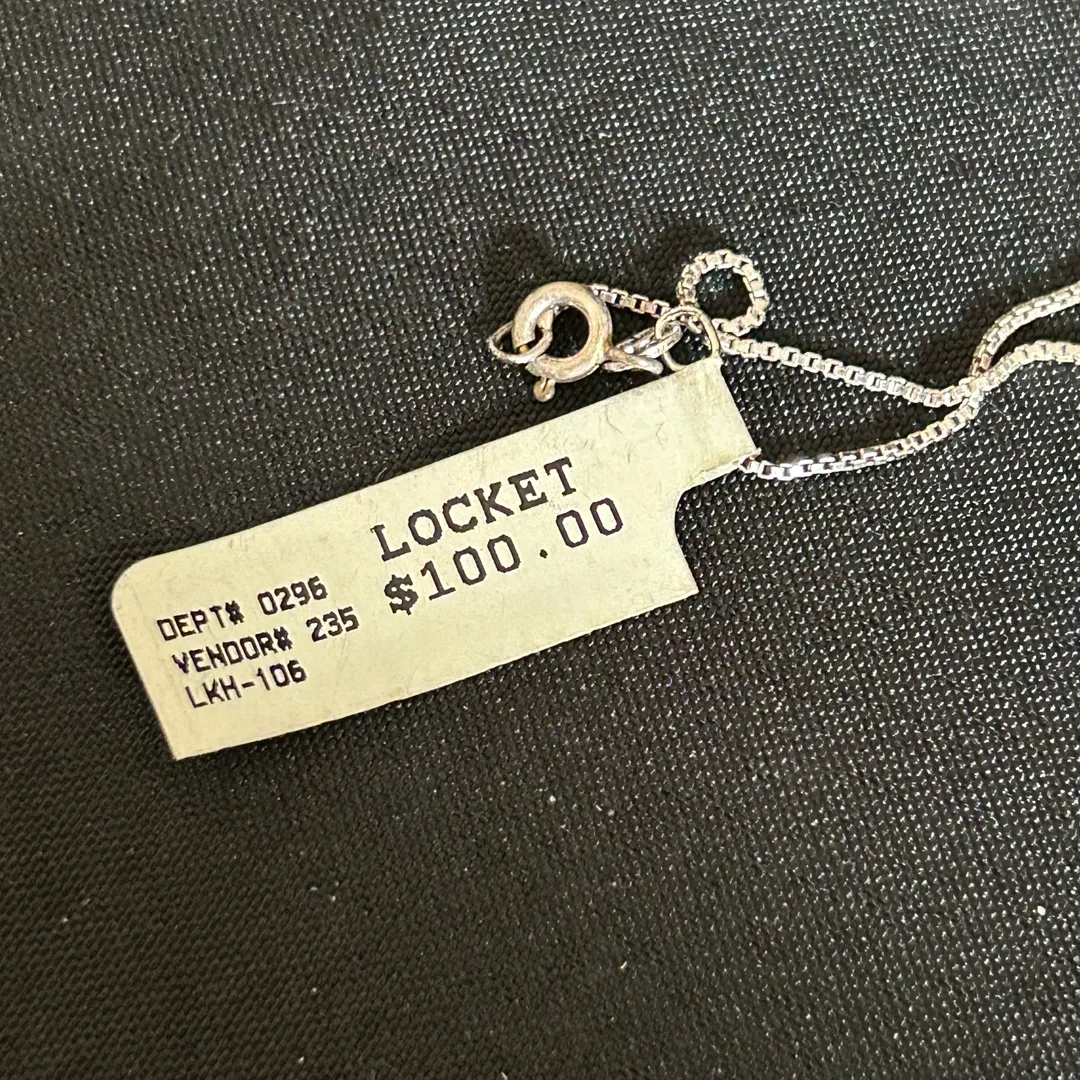 LOCKET
$100.00
DEPT# 0296
VENDOR# 235
LKH-106